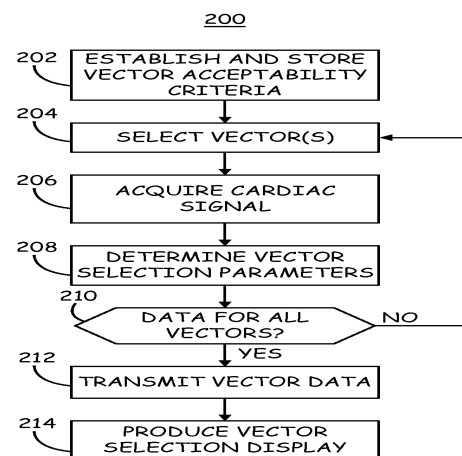 200
202
ESTABLISH AND STORE
VECTOR ACCEPTABILITY
CRITERIA
204
SELECT VECTOR(S)
206
ACQUIRE CARDIAC
SIGNAL
208
DETERMINE VECTOR
SELECTION PARAMETERS
210
DATA FOR ALL
VECTORS?
NO
YES
212
TRANSMIT VECTOR DATA
214
PRODUCE VECTOR
SELECTION DISPLAY